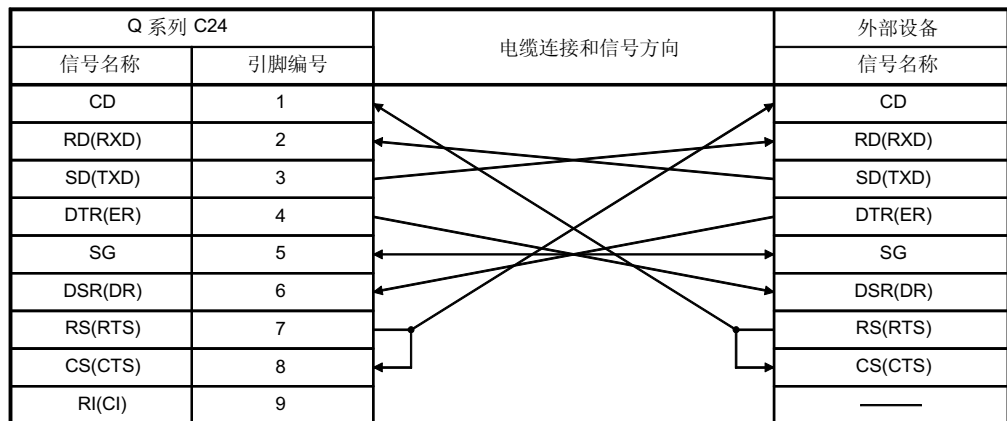 Q 系列 C24 电缆连接和信号方向 外部设备
信号名称 引脚编号 信号名称
CD 1 CD
RD(RXD) 2 RD(RXD)
SD(TXD) 3 SD(TXD)
DTR(ER) 4 DTR(ER)
SG 5 SG
DSR(DR) 6 DSR(DR)
RS(RTS) 7 RS(RTS)
CS(CTS) 8 CS(CTS)
RI(CI) 9 ——